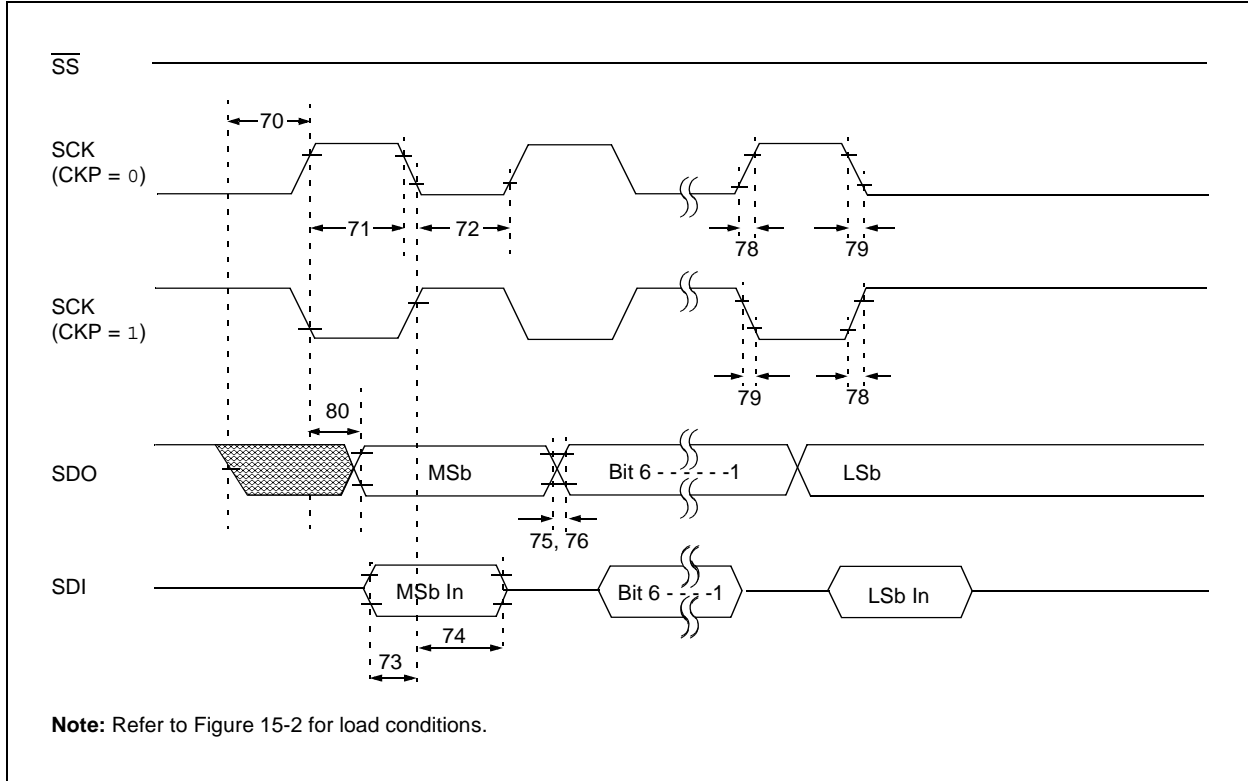 SS
70
SCK
(CKP = 0)
71
72
78
79
SCK
(CKP = 1)
79
78
80
SDO
MSb
Bit 6 - - - - - - -1
LSb
75, 76
SDI
MSb In
Bit 6 - - - - -1
LSb In
74
73
Note: Refer to Figure 15-2 for load conditions.